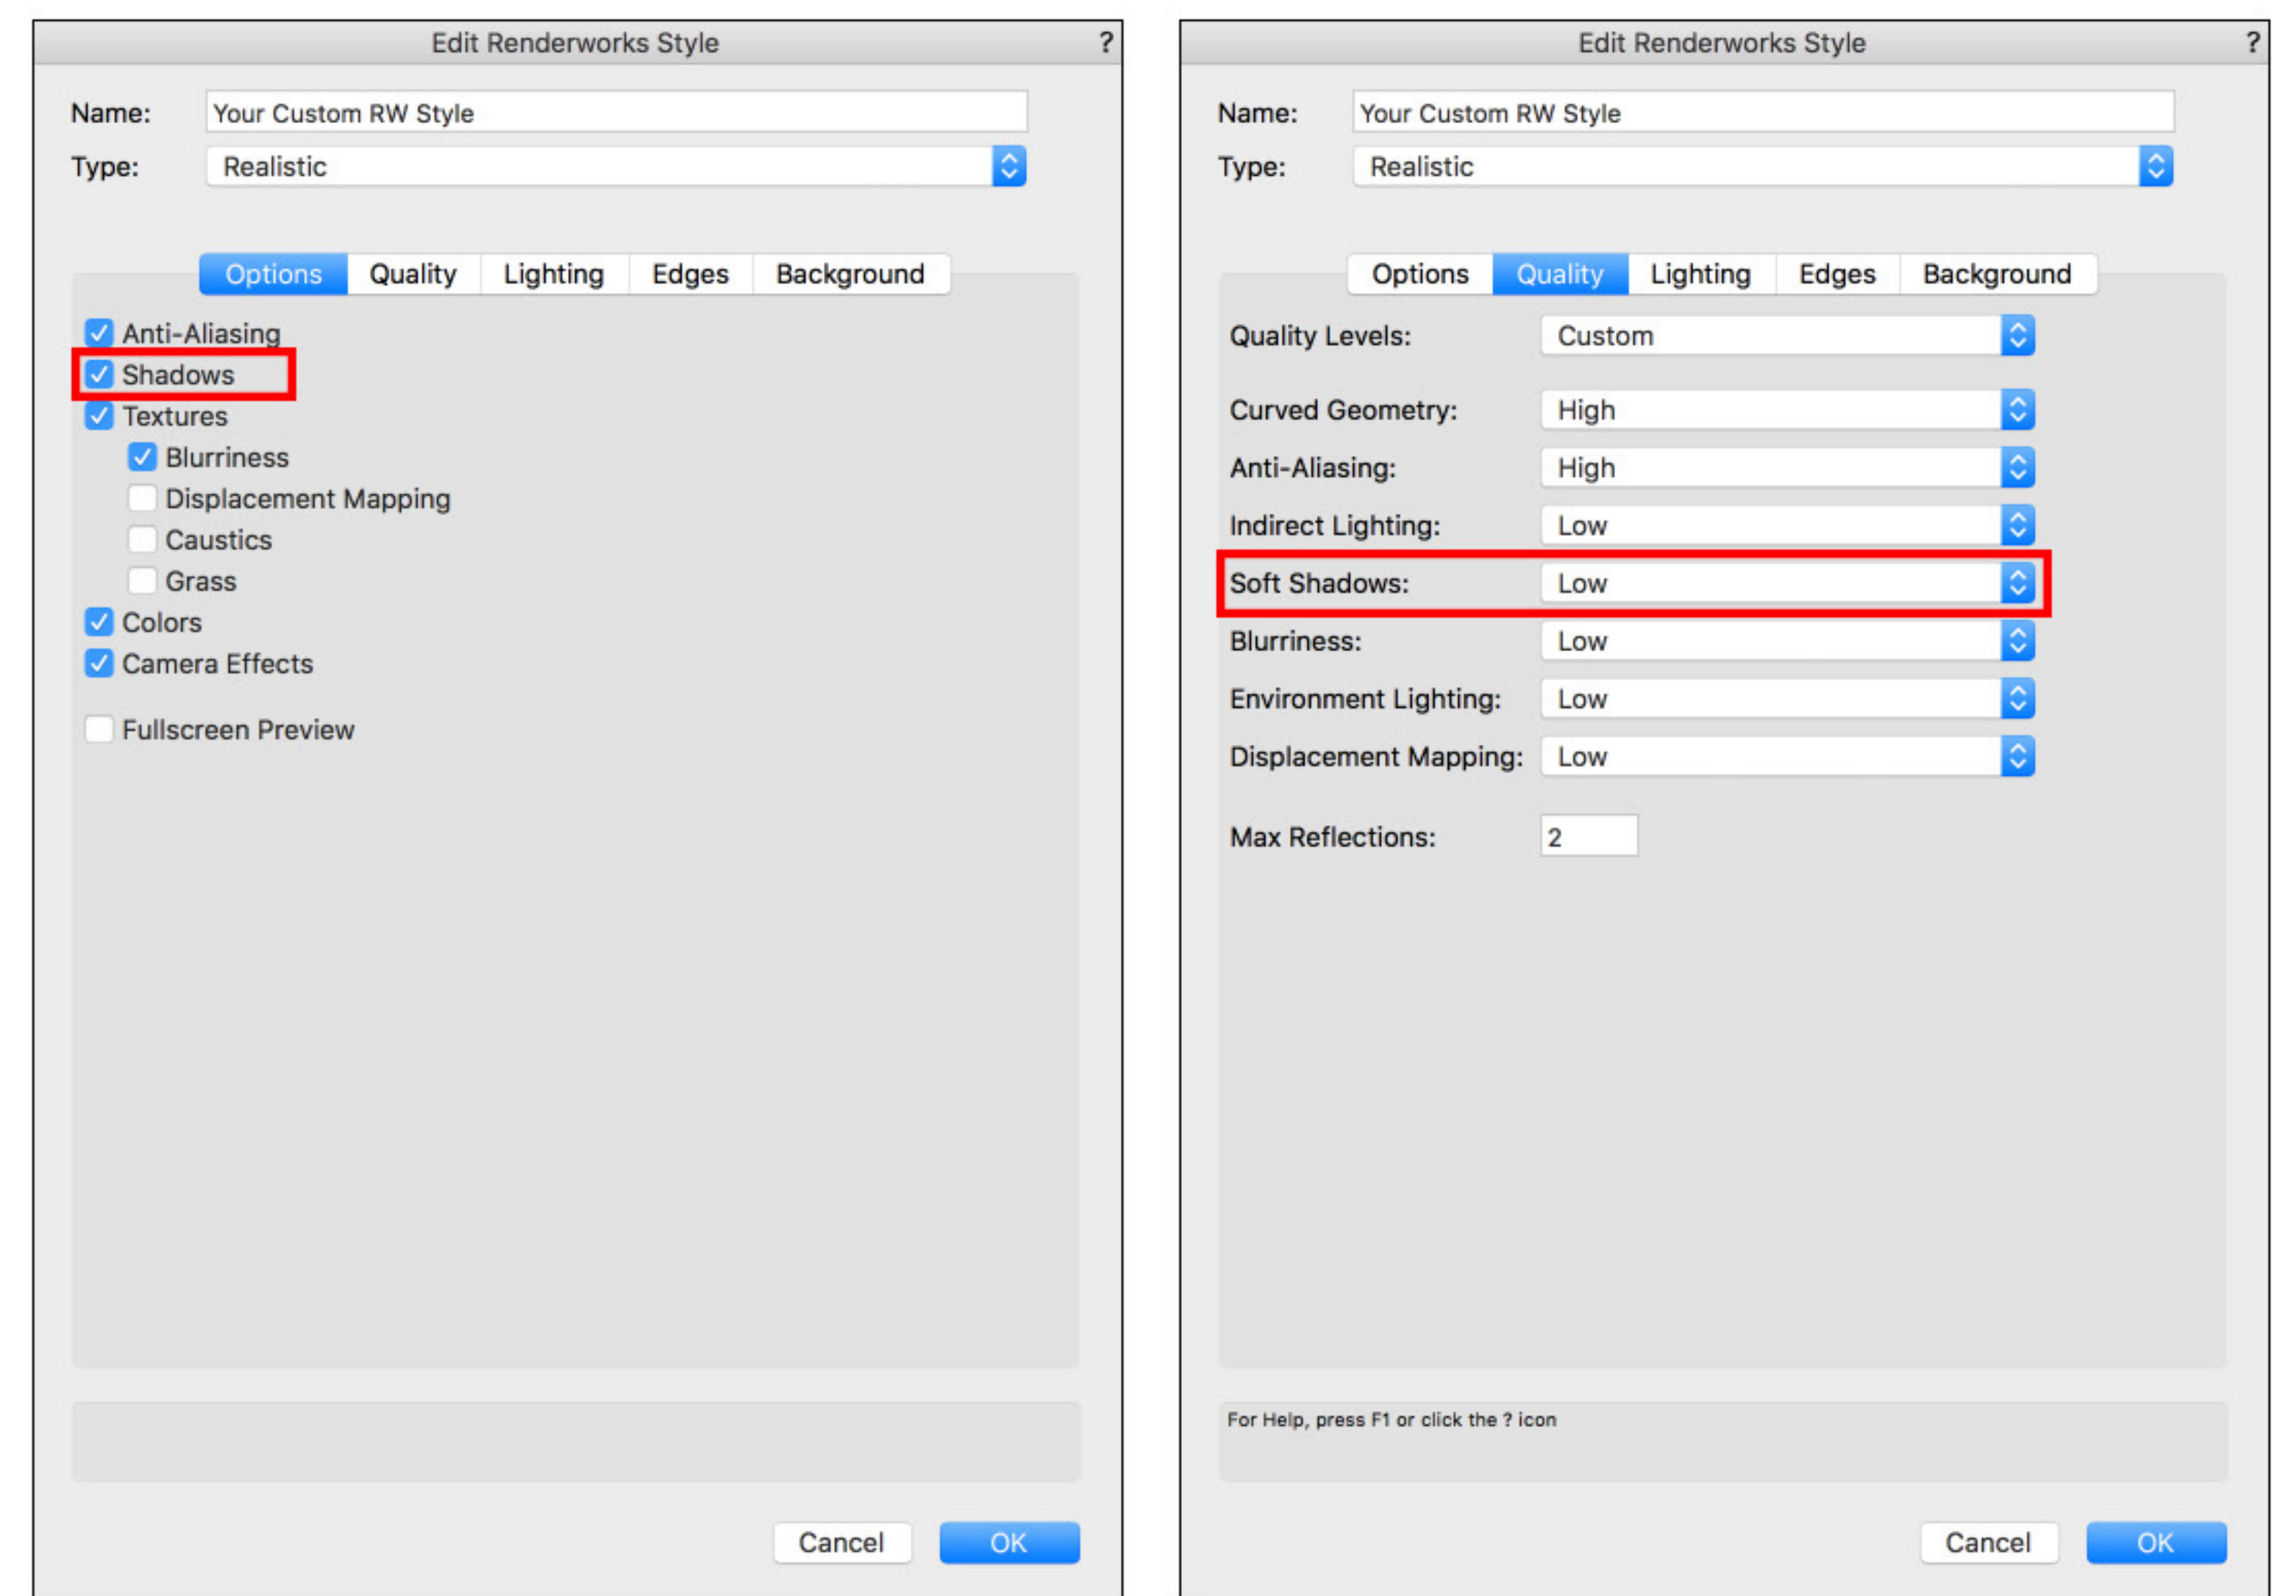 Edit Renderworks Style ?
Name: Your Custom RW Style
Type: Realistic
Options Quality Lighting Edges Background
Anti-Aliasing
Shadows
Textures
Blurriness
Displacement Mapping
Caustics
Grass
Colors
Camera Effects
Fullscreen Preview
Cancel OK
Edit Renderworks Style ?
Name: Your Custom RW Style
Type: Realistic
Options Quality Lighting Edges Background
Quality Levels: Custom
Curved Geometry: High
Anti-Aliasing: High
Indirect Lighting: Low
Soft Shadows: Low
Blurriness: Low
Environment Lighting: Low
Displacement Mapping: Low
Max Reflections: 2
For Help, press F1 or click the ? icon
Cancel OK